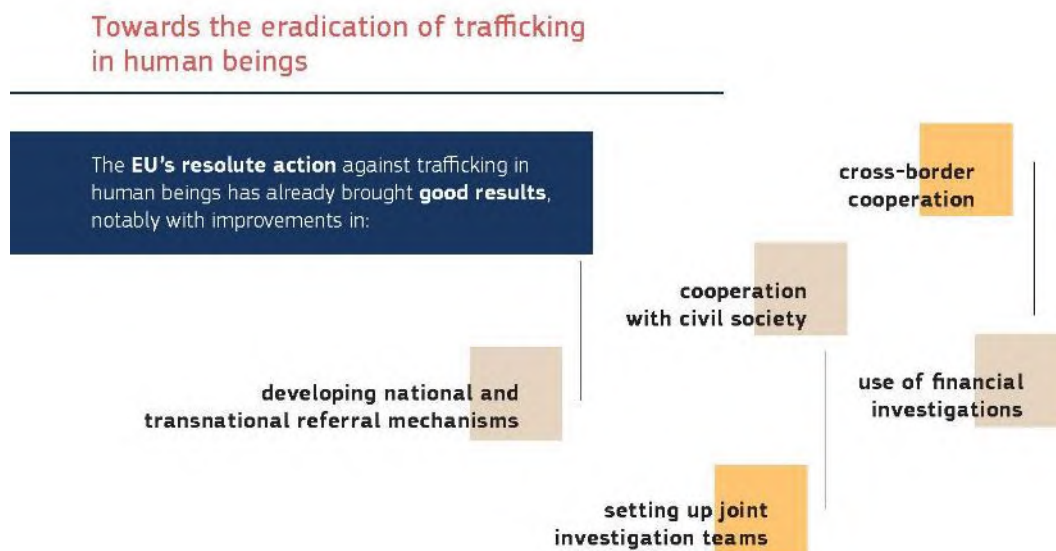 Towards the eradication of trafficking
in human beings
The EU's resolute action against trafficking in
human beings has already brought good results,
notably with improvements in:
cross-border
cooperation
cooperation
with civil society
developing national and
transnational referral mechanisms
use of financial
investigations
setting up joint
investigation teams